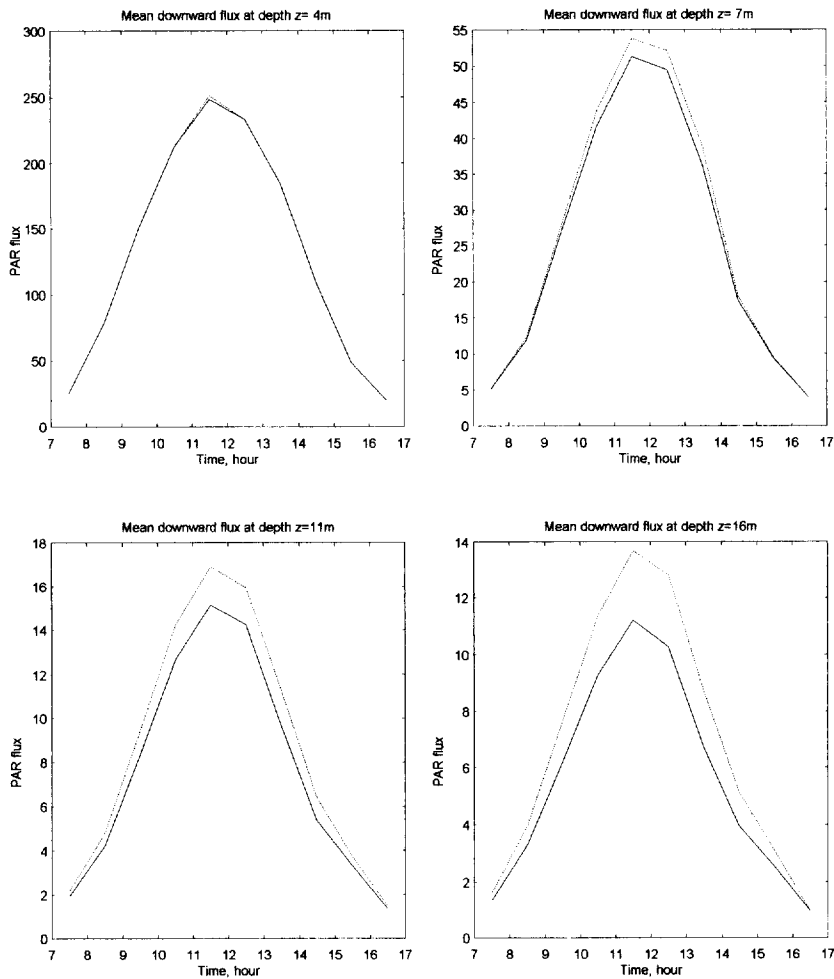 Mean downward flux at depth z= 4m
300
250
200
150
100
50
0
PAR flux
7 8 9 10 11 12 13 14 15 16 17
Time, hour
Mean downward flux at depth z= 7m
55
50
45
40
35
30
25
20
15
10
5
0
PAR flux
7 8 9 10 11 12 13 14 15 16 17
Time, hour
Mean downward flux at depth z=11m
18
16
14
12
10
8
6
4
2
0
PAR flux
7 8 9 10 11 12 13 14 15 16 17
Time, hour
Mean downward flux at depth z=16m
14
12
10
8
6
4
2
0
PAR flux
7 8 9 10 11 12 13 14 15 16 17
Time, hour